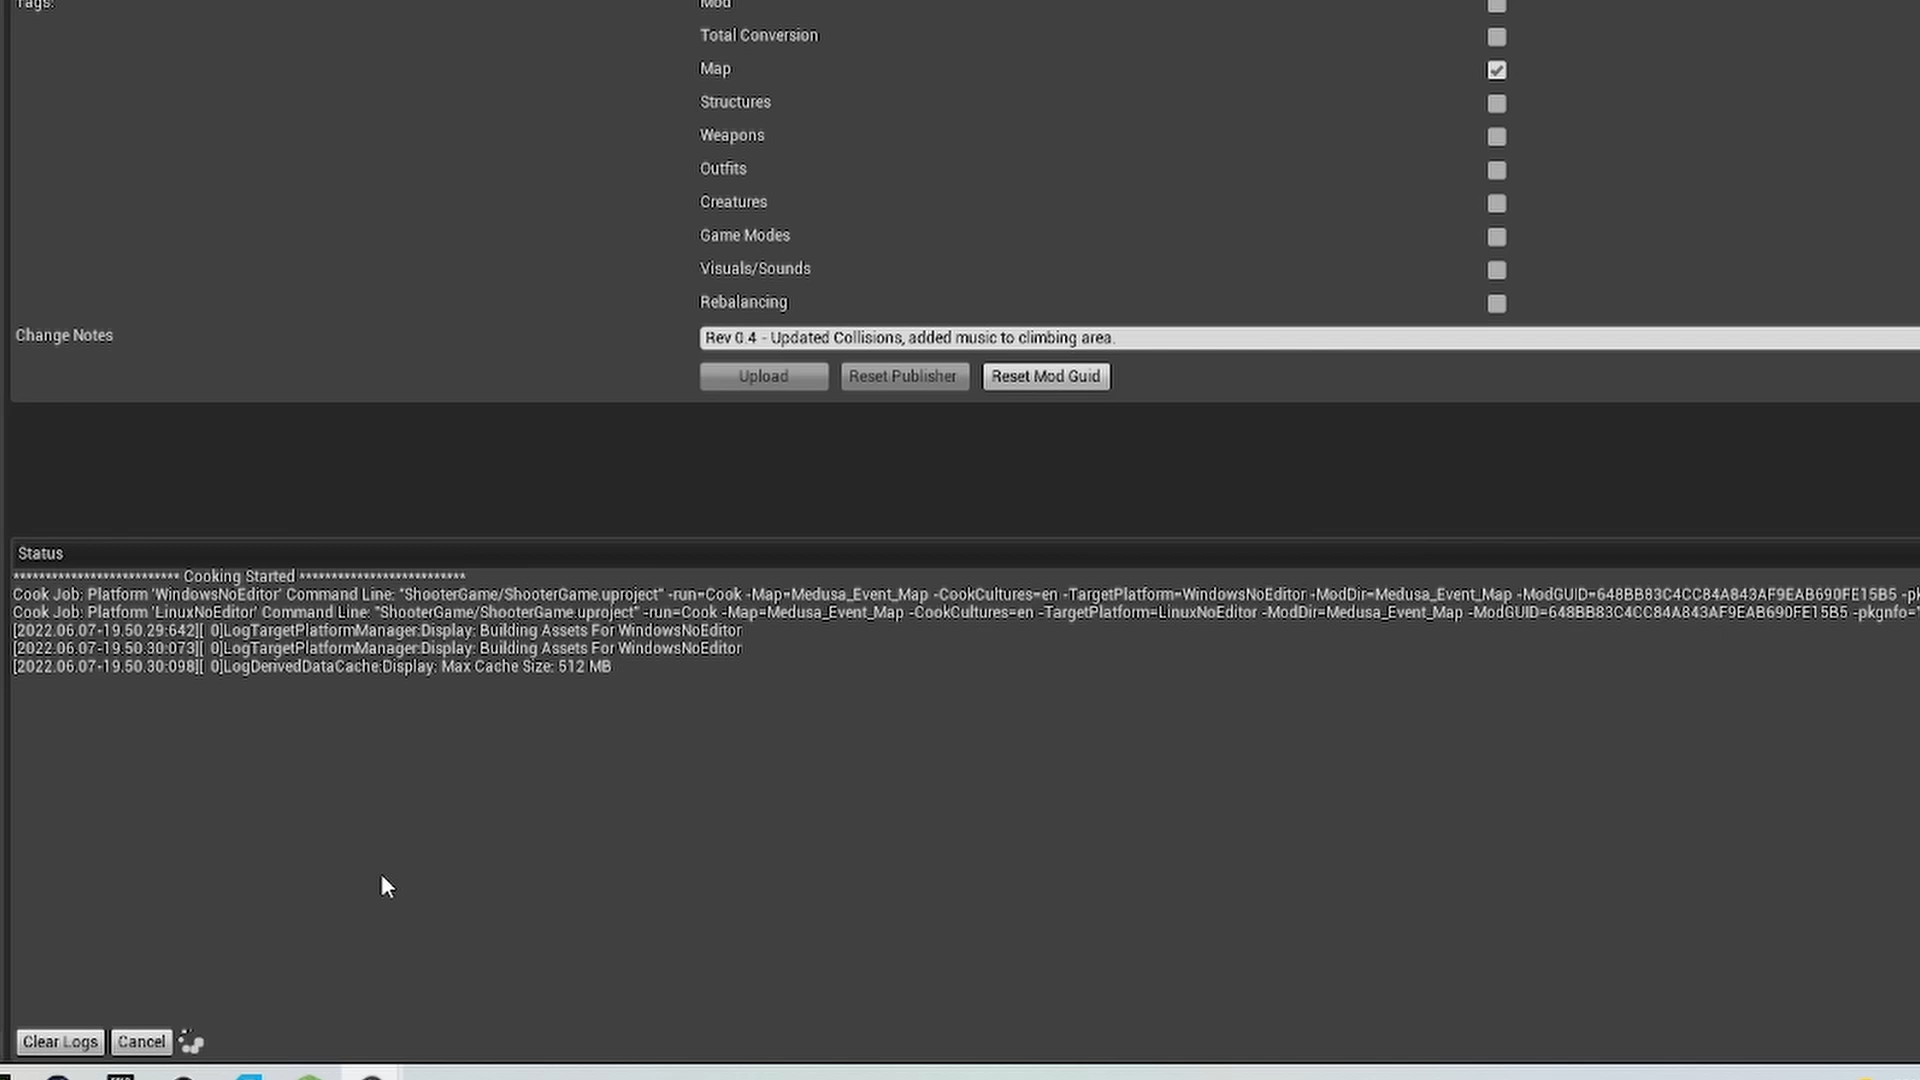 Tags:
Mod
Total Conversion
Map
Structures
Weapons
Outfits
Creatures
Game Modes
Visuals/Sounds
Rebalancing
Change Notes
Rev 0.4 - Updated Collisions, added music to climbing area.
Upload Reset Publisher Reset Mod Guid
Status
************************** Cooking Started **************************
Cook Job: Platform 'WindowsNoEditor' Command Line: "ShooterGame/ShooterGame.uproject" -run=Cook -Map=Medusa_Event_Map -CookCultures=en -TargetPlatform=WindowsNoEditor -ModDir=Medusa_Event_Map -ModGUID=648BB83C4CC84A843AF9EAB690FE15B5 -pk
Cook Job: Platform 'LinuxNoEditor' Command Line: "ShooterGame/ShooterGame.uproject" -run=Cook -Map=Medusa_Event_Map -CookCultures=en -TargetPlatform=LinuxNoEditor -ModDir=Medusa_Event_Map -ModGUID=648BB83C4CC84A843AF9EAB690FE15B5 -pkgnfo="
[2022.06.07-19.50.29:642][ 0]LogTargetPlatformManager:Display: Building Assets For WindowsNoEditor
[2022.06.07-19.50.30:073][ 0]LogTargetPlatformManager:Display: Building Assets For WindowsNoEditor
[2022.06.07-19.50.30:098][ 0]LogDerivedDataCache:Display: Max Cache Size: 512 MB
Clear Logs Cancel